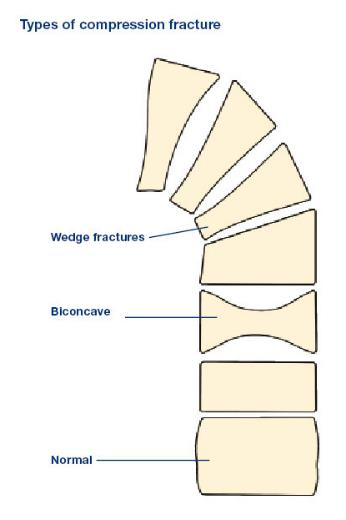 Types of compression fracture
Wedge fractures
Biconcave
Normal